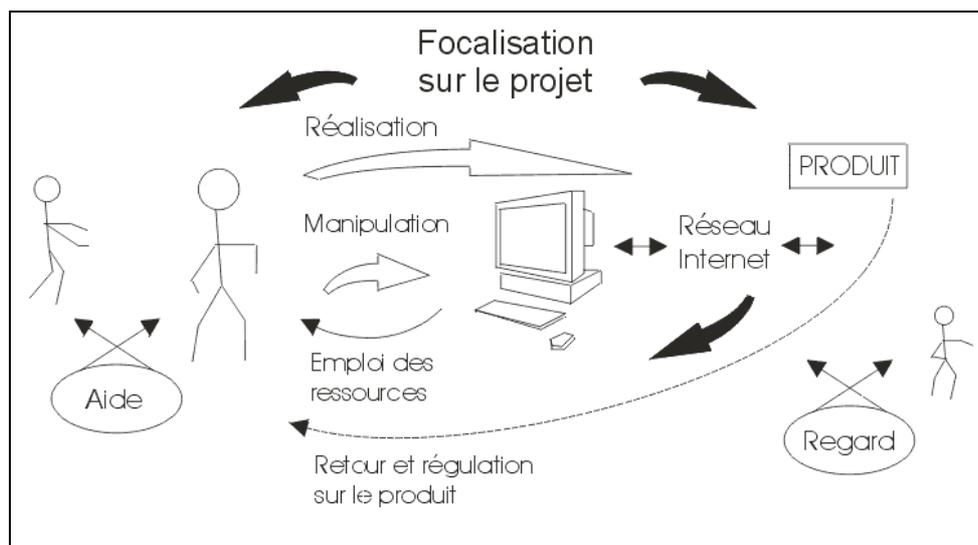 Focalisation
sur le projet
Réalisation
PRODUIT
Manipulation
Réseau
Internet
Emploi des
ressources
Aide
Regard
Retour et régulation
sur le produit